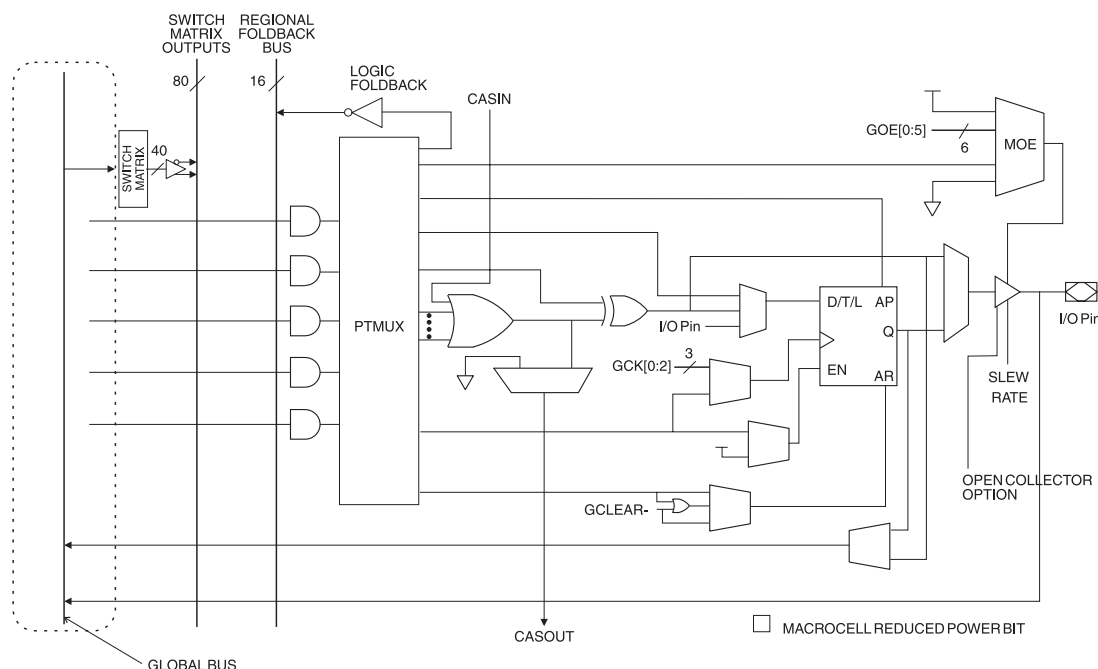 SWITCH
MATRIX
OUTPUTS
REGIONAL
FOLDBACK
BUS
80
16
LOGIC
FOLDBACK
CASIN
GOE[0:5]
6
MOE
SWITCH
MATRIX
40
PTMUX
I/O Pin
D/T/L
AP
Q
EN
AR
GCK[0:2]
3
I/O Pin
SLEW
RATE
OPEN COLLECTOR
OPTION
GCLEAR-
CASOUT
MACROCELL REDUCED POWER BIT
GLOBAL BUS